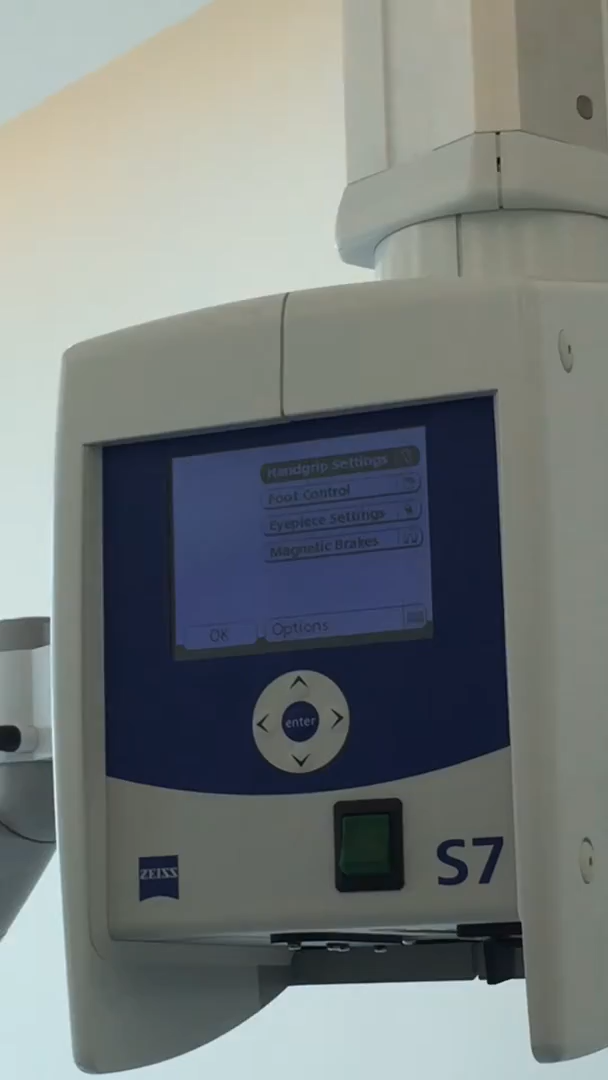 Handgrip Settings
Foot Control
Eyepiece Settings
Magnetic Brakes
OK
Options
enter
ZEISS
S7